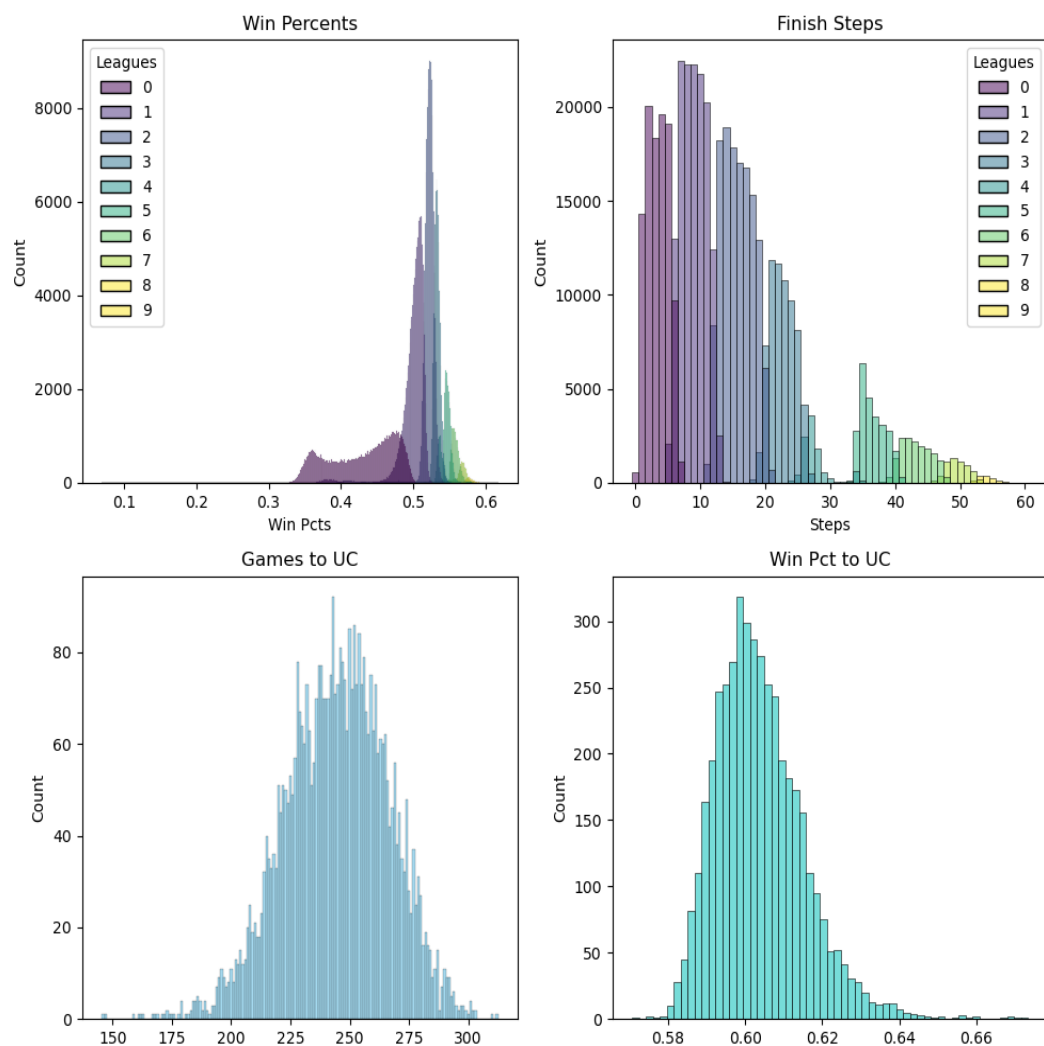 Win Percents
Leagues
0
1
2
3
4
5
6
7
8
9
Count
8000
6000
4000
2000
0
0.1 0.2 0.3 0.4 0.5 0.6
Win Pcts
Finish Steps
Leagues
0
1
2
3
4
5
6
7
8
9
Count
20000
15000
10000
5000
0
0 10 20 30 40 50 60
Steps
Games to UC
Count
80
60
40
20
0
150 175 200 225 250 275 300
Win Pct to UC
Count
300
250
200
150
100
50
0
0.58 0.60 0.62 0.64 0.66